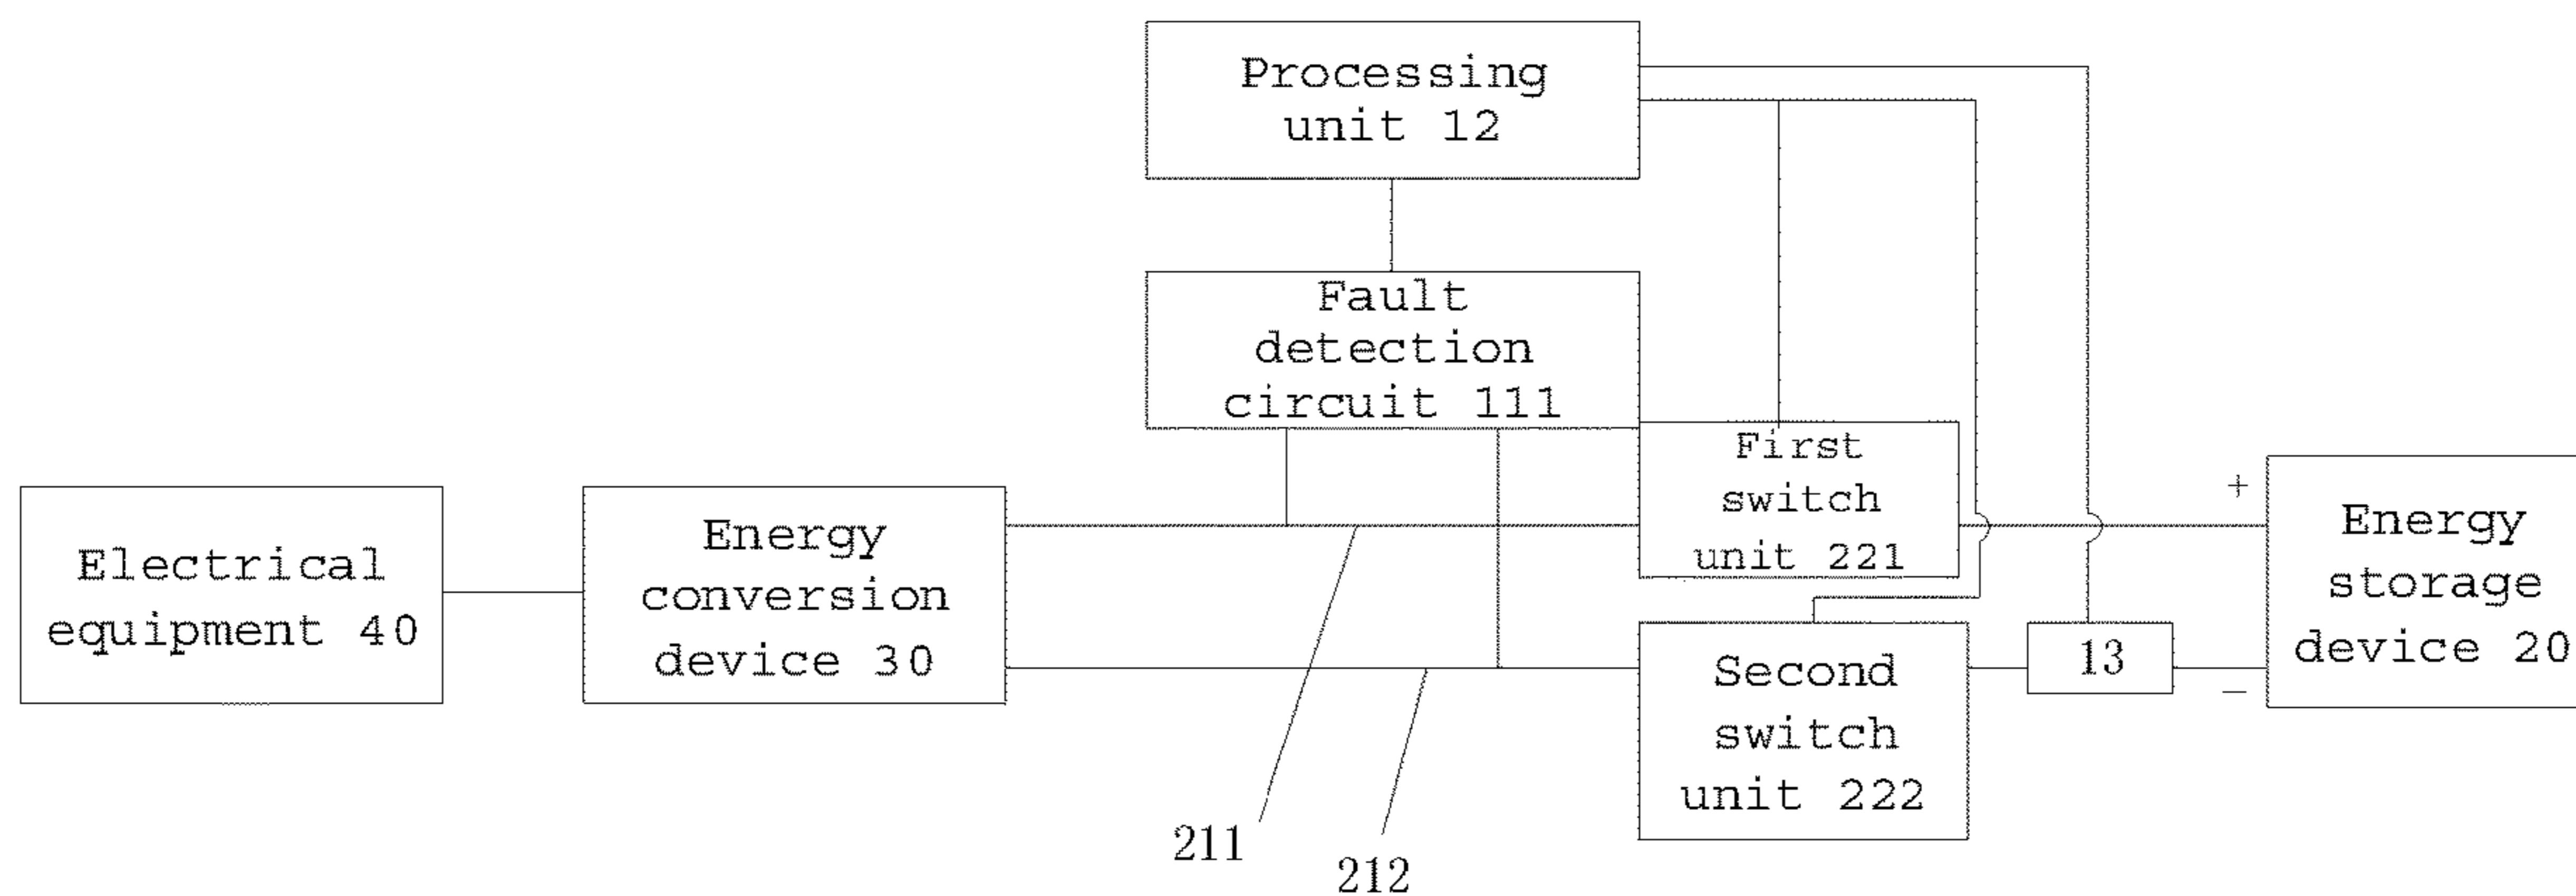 Processing
unit 12
Fault
detection
circuit 111
First
switch
unit 221
+
Energy
storage
device 20
Electrical
equipment 40
Energy
conversion
device 30
Second
switch
unit 222
13
−
211
212